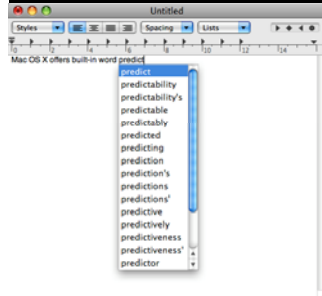 Untitled
Styles Spacing Lists
0 2 4 6 8 10 12 14
Mac OS X offers built-in word predict
predict
predictability
predictability's
predictable
predictably
predicted
predicting
prediction
prediction's
predictions
predictions'
predictive
predictively
predictiveness
predictiveness'
predictor